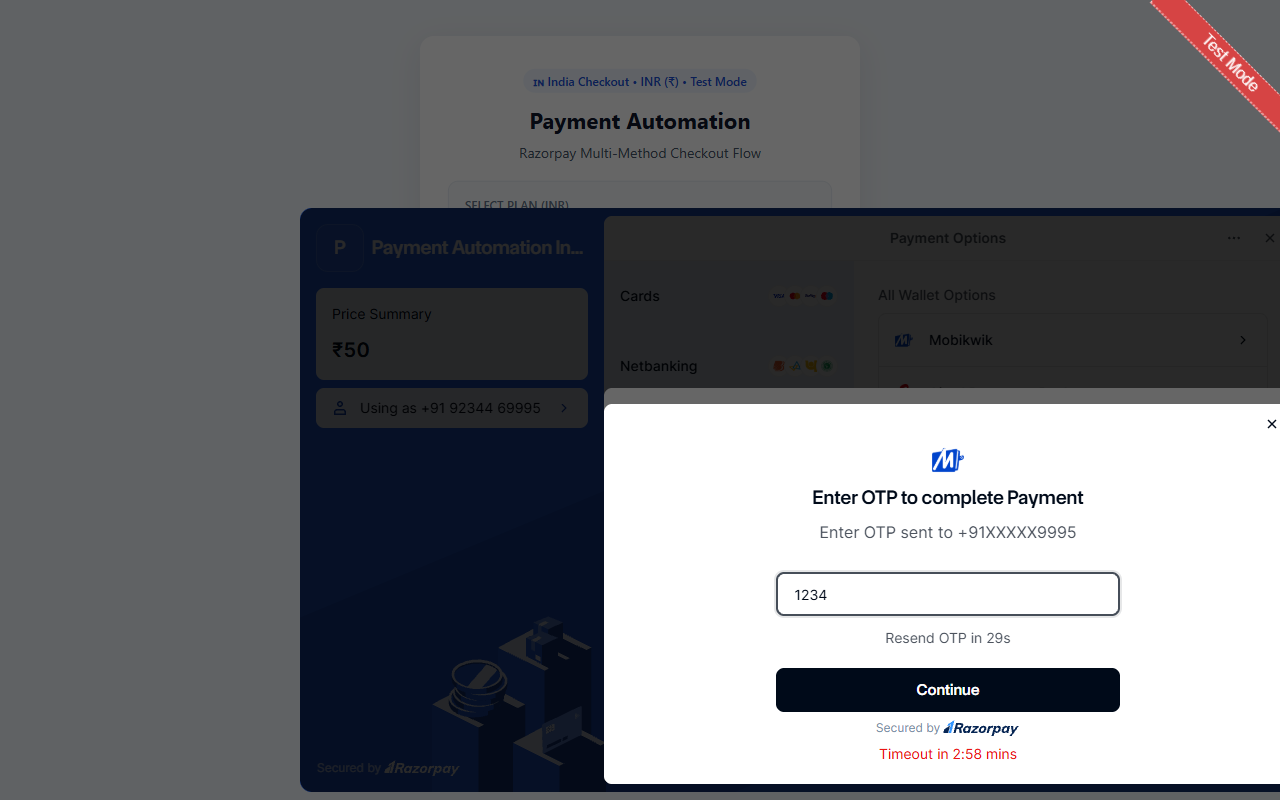 Test Mode
IN India Checkout • INR (₹) • Test Mode
Payment Automation
Razorpay Multi-Method Checkout Flow
SELECT PLAN (INR)
P
Payment Automation In...
Price Summary
₹50
Using as +91 92344 69995
Secured by Razorpay
Payment Options
Cards
Netbanking
All Wallet Options
Mobikwik
Enter OTP to complete Payment
Enter OTP sent to +91XXXXX9995
1234
Resend OTP in 29s
Continue
Secured by Razorpay
Timeout in 2:58 mins